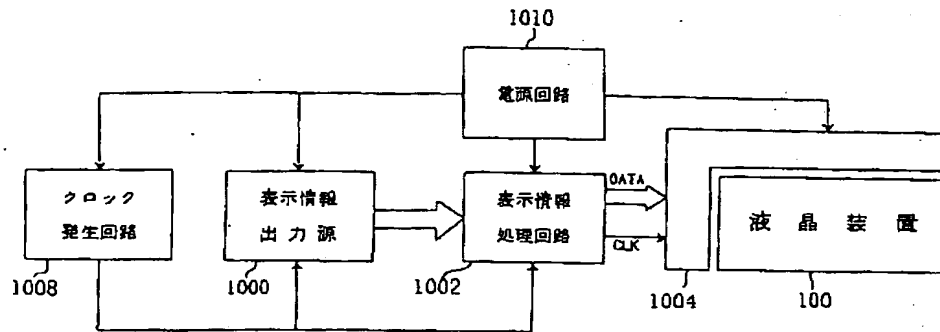 1010
電源回路
クロック
発生回路
表示情報
出力源
表示情報
処理回路
DATA
CLK
液晶装置
1008
1000
1002
1004
100